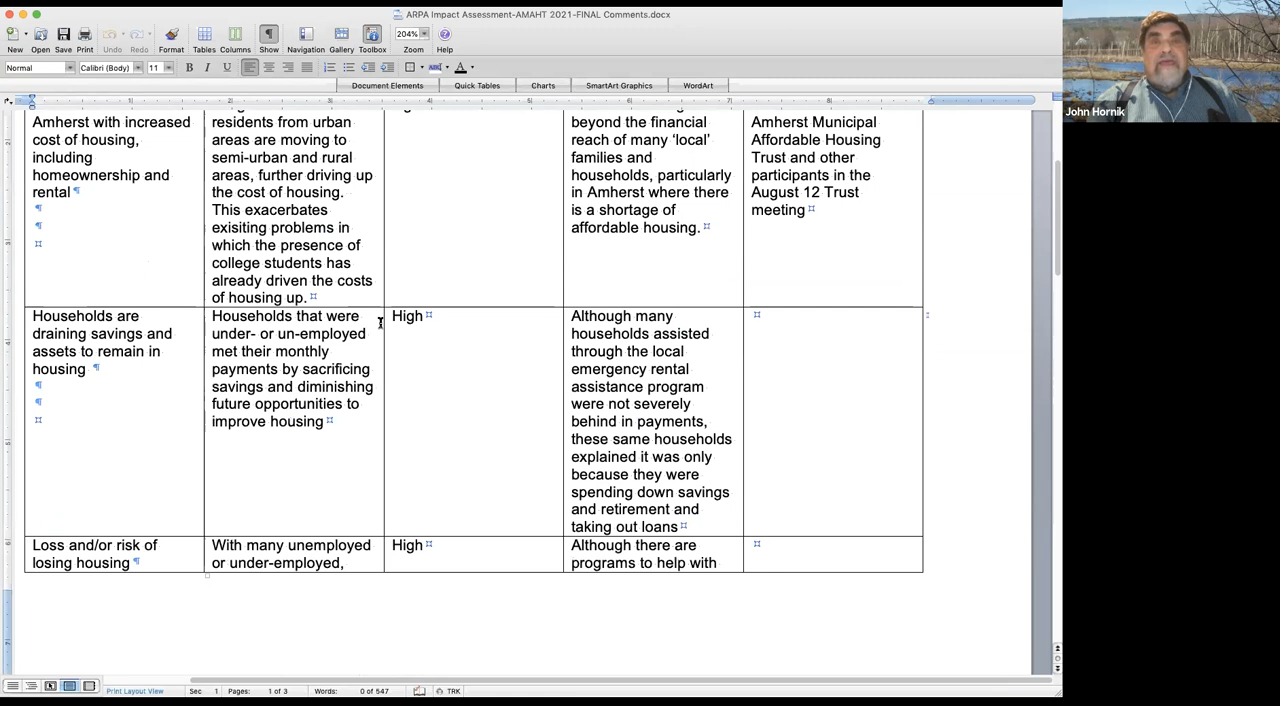 ARPA Impact Assessment-AMAHT 2021-FINAL Comments.docx
New Open Save Print Undo Redo Format Tables Columns Show Navigation Gallery Toolbox Zoom Help
204%
Normal Calibri (Body) 11 B I U
Document Elements Quick Tables Charts SmartArt Graphics WordArt
John Hornik
Amherst with increased
cost of housing,
including
homeownership and
rental
residents from urban
areas are moving to
semi-urban and rural
areas, further driving up
the cost of housing.
This exacerbates
exisiting problems in
which the presence of
college students has
already driven the costs
of housing up.
beyond the financial
reach of many ‘local’
families and
households, particularly
in Amherst where there
is a shortage of
affordable housing.
Amherst Municipal
Affordable Housing
Trust and other
participants in the
August 12 Trust
meeting
Households are
draining savings and
assets to remain in
housing
Households that were
under- or un-employed
met their monthly
payments by sacrificing
savings and diminishing
future opportunities to
improve housing
High
Although many
households assisted
through the local
emergency rental
assistance program
were not severely
behind in payments,
these same households
explained it was only
because they were
spending down savings
and retirement and
taking out loans
Loss and/or risk of
losing housing
With many unemployed
or under-employed,
High
Although there are
programs to help with
Print Layout View Sec 1 Pages: 1 of 3 Words: 0 of 547 TRK